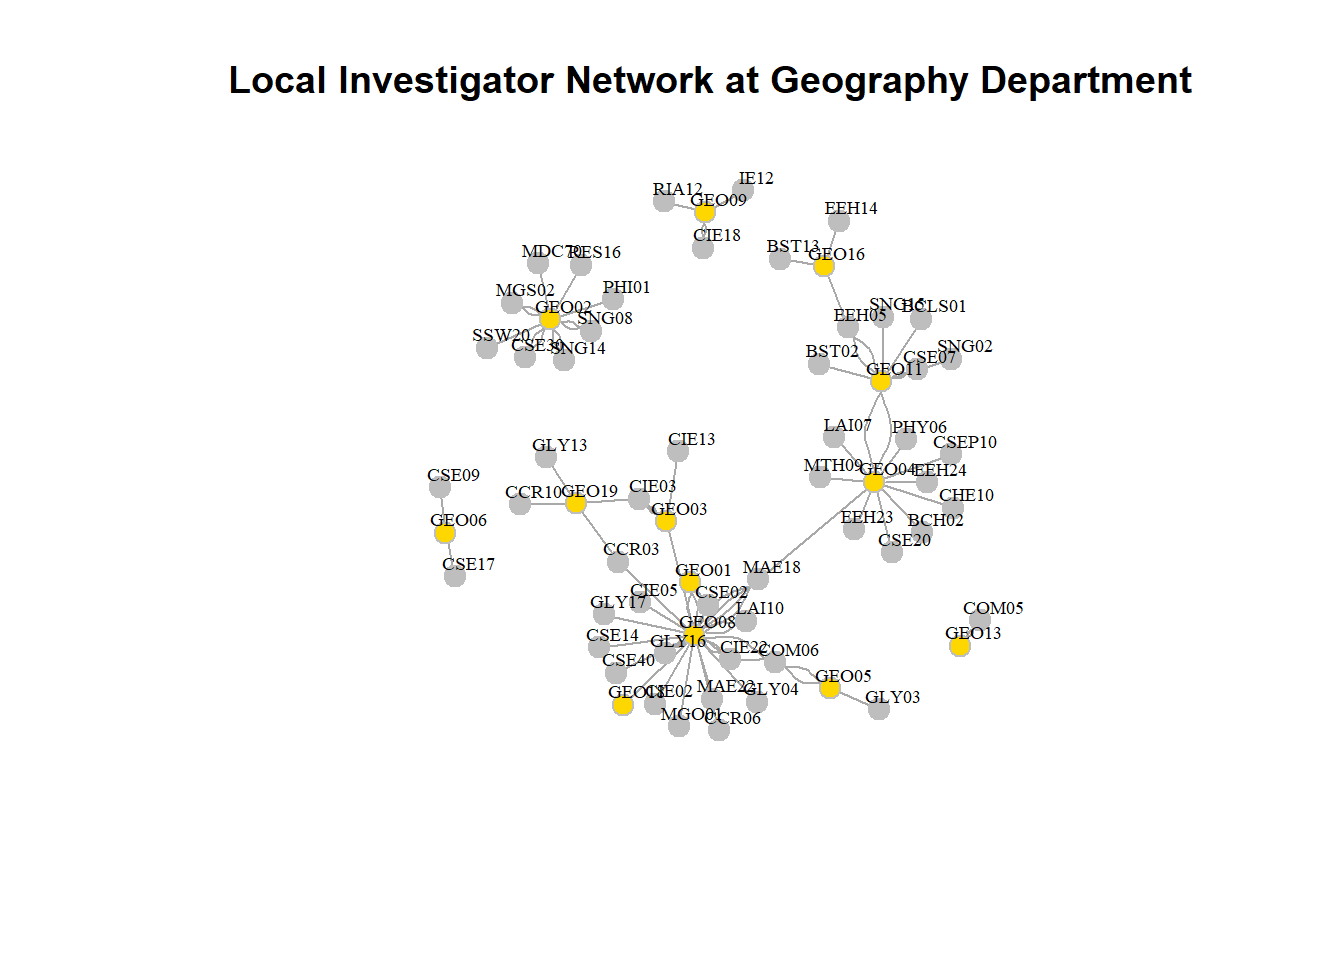 Local Investigator Network at Geography Department
IE12
RIA12
GEO09
EEH14
CIE18
BST13
GEO16
MDC70
RES16
PHI01
MGS02
GEO02
SNG08
SSW20
CSE30
SNG14
SNG15
BCLS01
EEH05
SNG02
BST02
CSE07
GEO11
LAI07
PHY06
CSEP10
MTH09
GEO04
EEH24
CHE10
EEH23
BCH02
CSE20
GLY13
CIE13
CCR10
GEO19
CIE03
GEO03
CSE09
GEO06
CSE17
CCR03
GEO01
MAE18
CIE05
CSE02
GLY17
LAI10
GEO08
CSE14
GLY16
CIE22
COM06
CSE40
GEO18
CIE02
MAE22
GLY04
GEO05
GLY03
MGO01
CCR06
COM05
GEO13